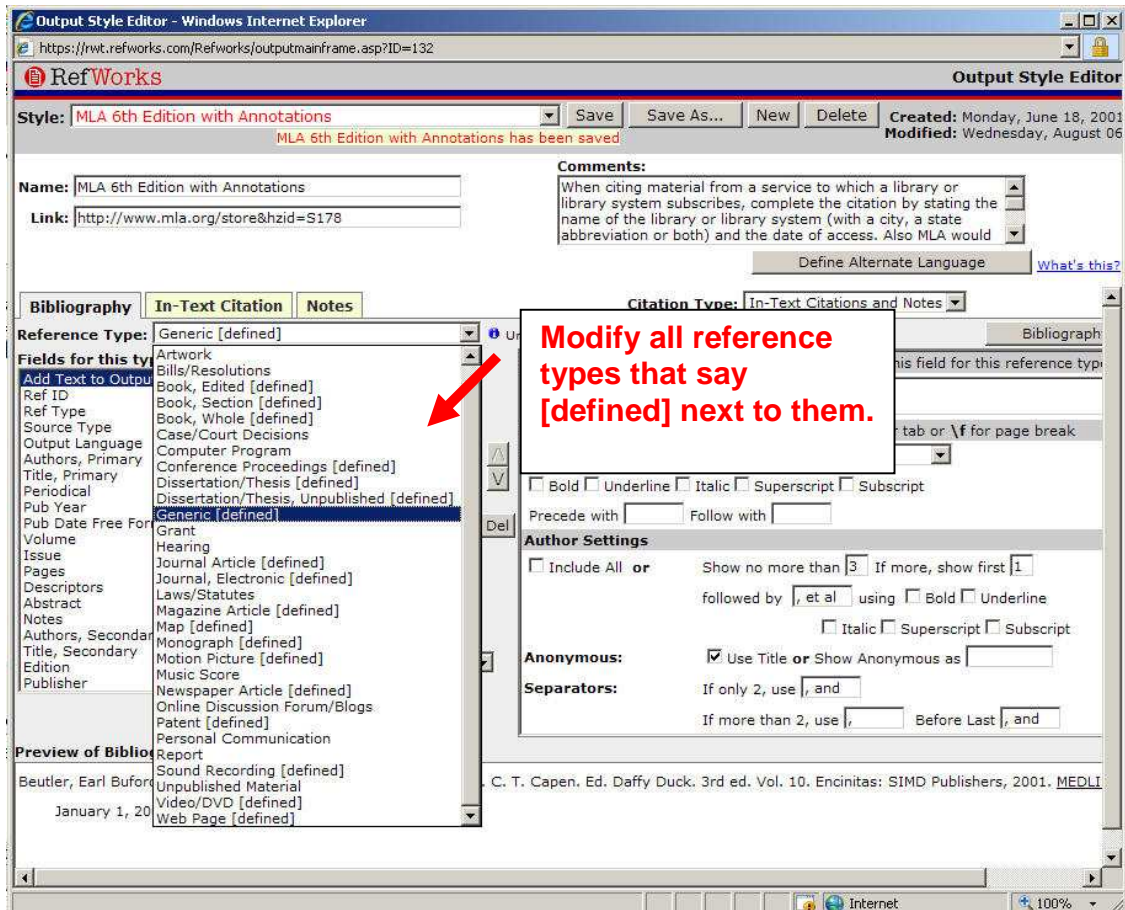 Output Style Editor - Windows Internet Explorer
https://rwt.refworks.com/Refworks/outputmainframe.asp?ID=132
RefWorks
Output Style Editor
Style: MLA 6th Edition with Annotations Save Save As... New Delete
Created: Monday, June 18, 2001
Modified: Wednesday, August 06
MLA 6th Edition with Annotations has been saved
Name: MLA 6th Edition with Annotations
Link: http://www.mla.org/store&hzid=S178
Comments:
When citing material from a service to which a library or
library system subscribes, complete the citation by stating the
name of the library or library system (with a city, a state
abbreviation or both) and the date of access. Also MLA would
Define Alternate Language What's this?
Bibliography In-Text Citation Notes
Citation Type: In-Text Citations and Notes
Reference Type: Generic [defined]
Bibliograph
Fields for this ty
Add Text to Outpu
Ref ID
Ref Type
Source Type
Output Language
Authors, Primary
Title, Primary
Periodical
Pub Year
Pub Date Free For
Volume
Issue
Pages
Descriptors
Abstract
Notes
Authors, Secondar
Title, Secondary
Edition
Publisher
Artwork
Bills/Resolutions
Book, Edited [defined]
Book, Section [defined]
Book, Whole [defined]
Case/Court Decisions
Computer Program
Conference Proceedings [defined]
Dissertation/Thesis [defined]
Dissertation/Thesis, Unpublished [defined]
Generic [defined]
Grant
Hearing
Journal Article [defined]
Journal, Electronic [defined]
Laws/Statutes
Magazine Article [defined]
Map [defined]
Monograph [defined]
Motion Picture [defined]
Music Score
Newspaper Article [defined]
Online Discussion Forum/Blogs
Patent [defined]
Personal Communication
Report
Sound Recording [defined]
Unpublished Material
Video/DVD [defined]
Web Page [defined]
Del
Modify all reference
types that say
[defined] next to them.
his field for this reference typ
tab or \f for page break
Bold Underline Italic Superscript Subscript
Precede with Follow with
Author Settings
Include All or Show no more than 3 If more, show first 1
followed by , et al using Bold Underline
Italic Superscript Subscript
Anonymous: Use Title or Show Anonymous as
Separators: If only 2, use , and
If more than 2, use , Before Last , and
Preview of Biblio
Beutler, Earl Bufor . C. T. Capen. Ed. Daffy Duck. 3rd ed. Vol. 10. Encinitas: SIMD Publishers, 2001. MEDLI
January 1, 20
Internet 100%